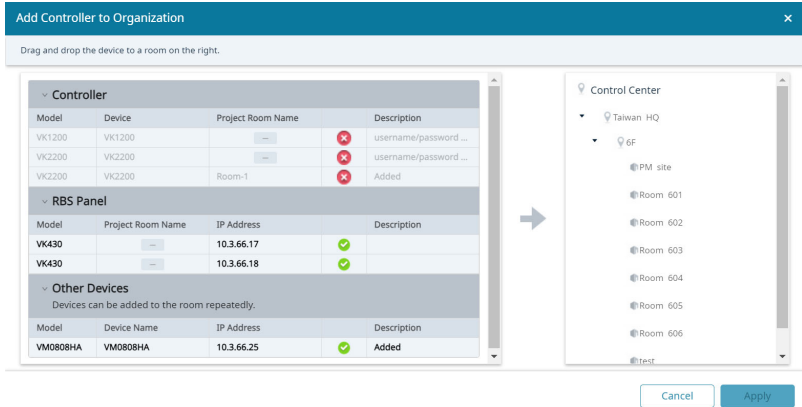 Add Controller to Organization
Drag and drop the device to a room on the right.
Controller
Model Device Project Room Name Description
VK1200 VK1200 -- username/password ...
VK2200 VK2200 -- username/password ...
VK2200 VK2200 Room-1 Added
RBS Panel
Model Project Room Name IP Address Description
VK430 -- 10.3.66.17
VK430 -- 10.3.66.18
Other Devices
Devices can be added to the room repeatedly.
Model Device Name IP Address Description
VM0808HA VM0808HA 10.3.66.25 Added
Control Center
Taiwan HQ
6F
PM site
Room 601
Room 602
Room 603
Room 604
Room 605
Room 606
test
Cancel Apply